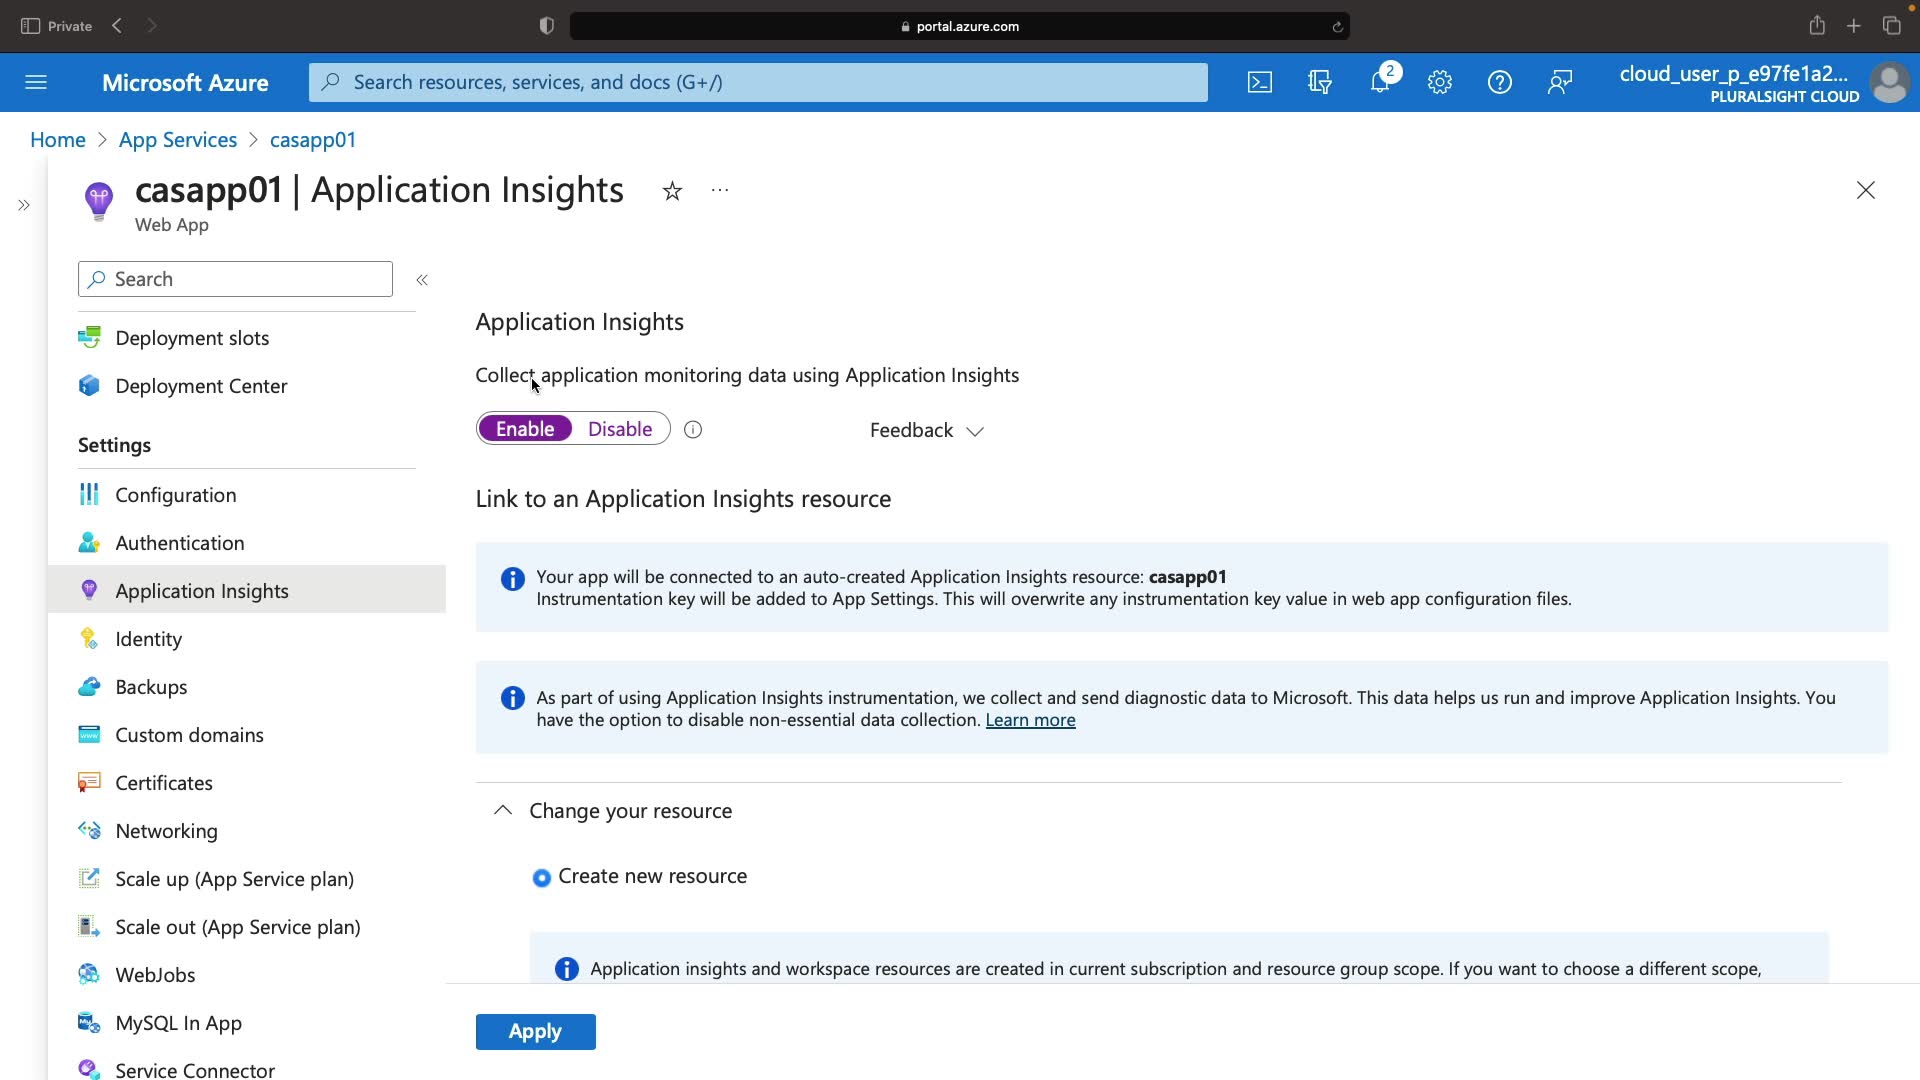 Private
portal.azure.com
Microsoft Azure
Search resources, services, and docs (G+/)
2
cloud_user_p_e97fe1a2...
PLURALSIGHT CLOUD
Home > App Services > casapp01
casapp01 | Application Insights
Web App
Search
Deployment slots
Deployment Center
Settings
Configuration
Authentication
Application Insights
Identity
Backups
Custom domains
Certificates
Networking
Scale up (App Service plan)
Scale out (App Service plan)
WebJobs
MySQL In App
Service Connector
Application Insights
Collect application monitoring data using Application Insights
Enable Disable
Feedback
Link to an Application Insights resource
Your app will be connected to an auto-created Application Insights resource: casapp01
Instrumentation key will be added to App Settings. This will overwrite any instrumentation key value in web app configuration files.
As part of using Application Insights instrumentation, we collect and send diagnostic data to Microsoft. This data helps us run and improve Application Insights. You
have the option to disable non-essential data collection. Learn more
Change your resource
Create new resource
Application insights and workspace resources are created in current subscription and resource group scope. If you want to choose a different scope,
Apply